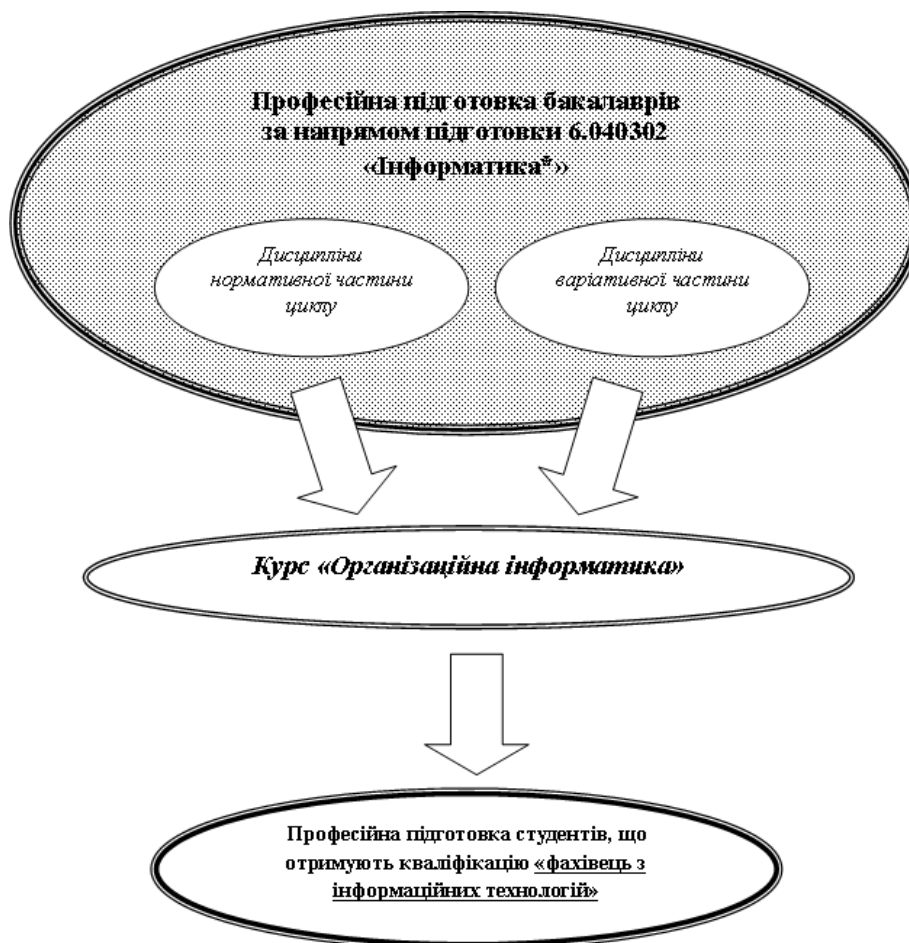 Професійна підготовка бакалаврів
за напрямом підготовки 6.040302
«Інформатика*»
Дисципліни
нормативної частини
циклу
Дисципліни
варіативної частини
циклу
Курс «Організаційна інформатика»
Професійна підготовка студентів, що
отримують кваліфікацію «фахівець з
інформаційних технологій»